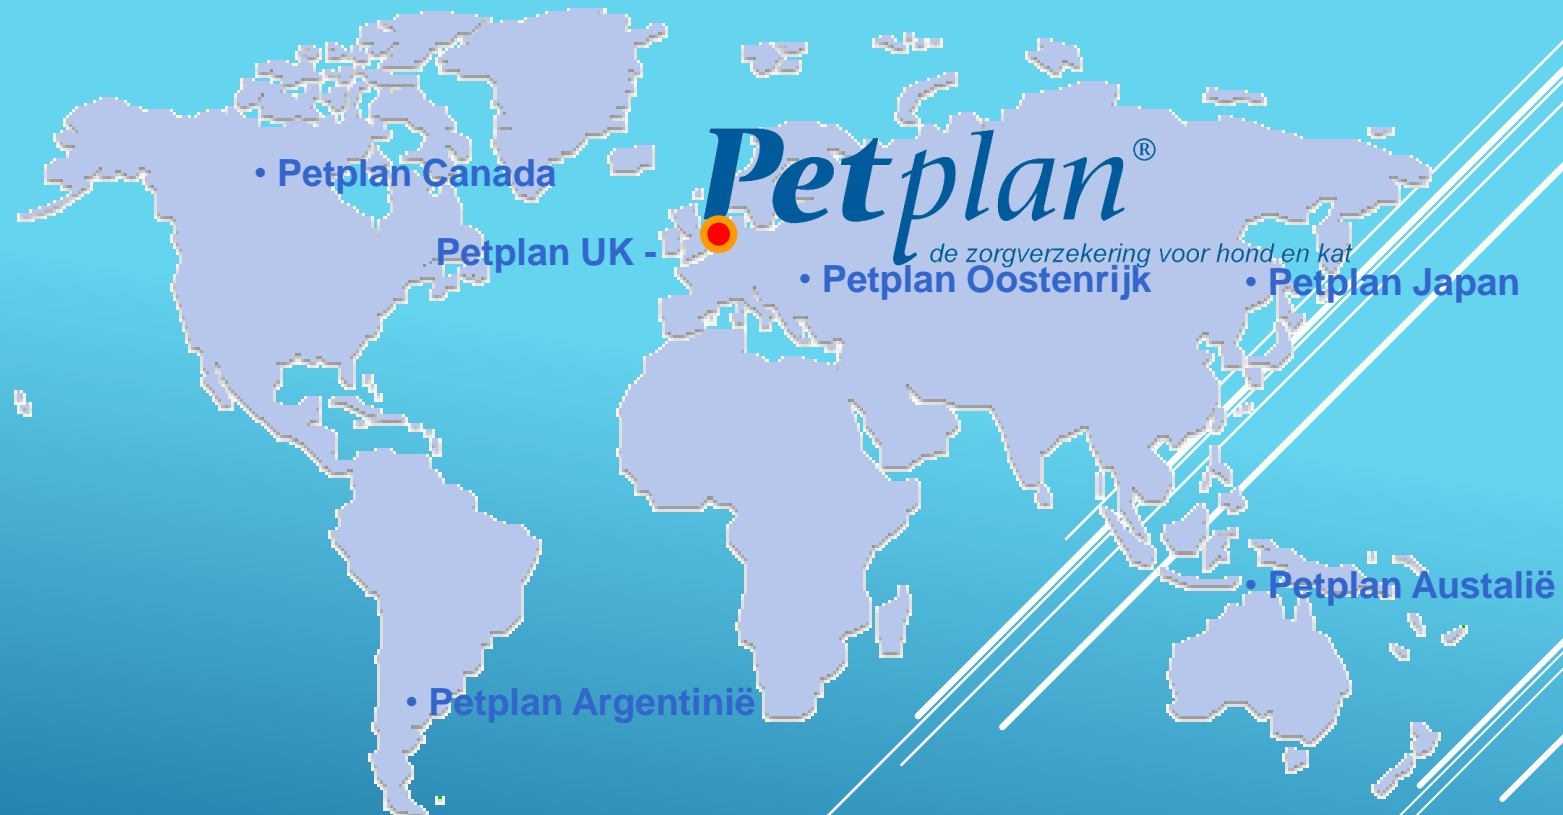 Petplan®
• Petplan Canada
Petplan UK -
de zorgverzekering voor hond en kat
• Petplan Oostenrijk
• Petplan Japan
• Petplan Austalië
• Petplan Argentinië